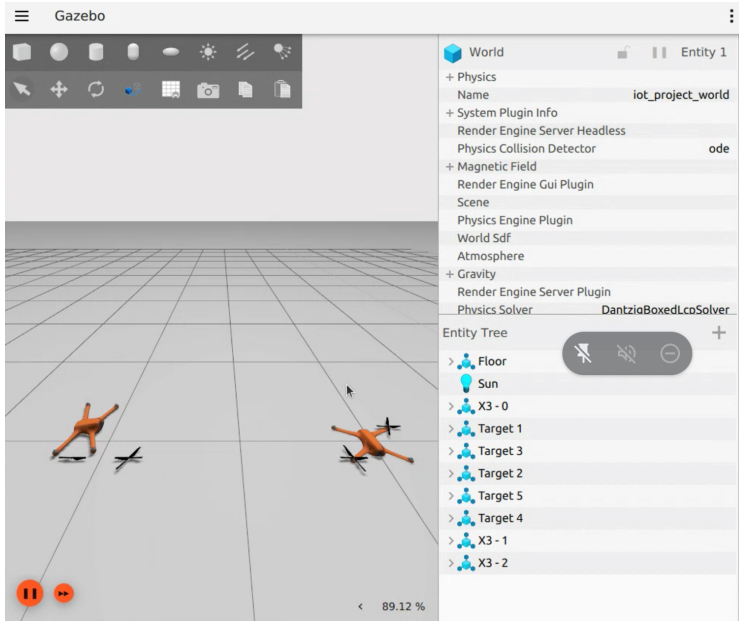 Gazebo
World Entity 1
+ Physics
Name iot_project_world
+ System Plugin Info
Render Engine Server Headless
Physics Collision Detector ode
+ Magnetic Field
Render Engine Gui Plugin
Scene
Physics Engine Plugin
World Sdf
Atmosphere
+ Gravity
Render Engine Server Plugin
Physics Solver DantzigBoxedLcpSolver
Entity Tree
Floor
Sun
X3 - 0
Target 1
Target 3
Target 2
Target 5
Target 4
X3 - 1
X3 - 2
89.12 %